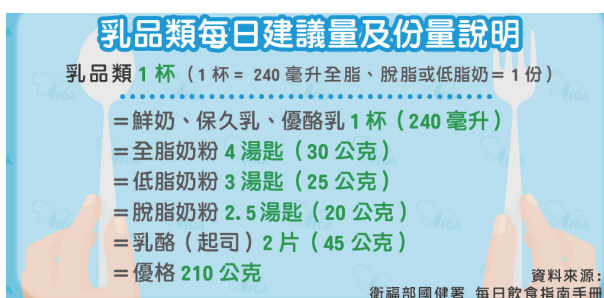 乳品類每日建議量及份量說明
乳品類 1 杯（1 杯 = 240 毫升全脂、脫脂或低脂奶 = 1 份）
= 鮮奶、保久乳、優酪乳 1 杯（240 毫升）
= 全脂奶粉 4 湯匙（30 公克）
= 低脂奶粉 3 湯匙（25 公克）
= 脫脂奶粉 2.5 湯匙（20 公克）
= 乳酪（起司）2 片（45 公克）
= 優格 210 公克
資料來源:
衛福部國健署 每日飲食指南手冊
FDA
FDA
FDA
FDA